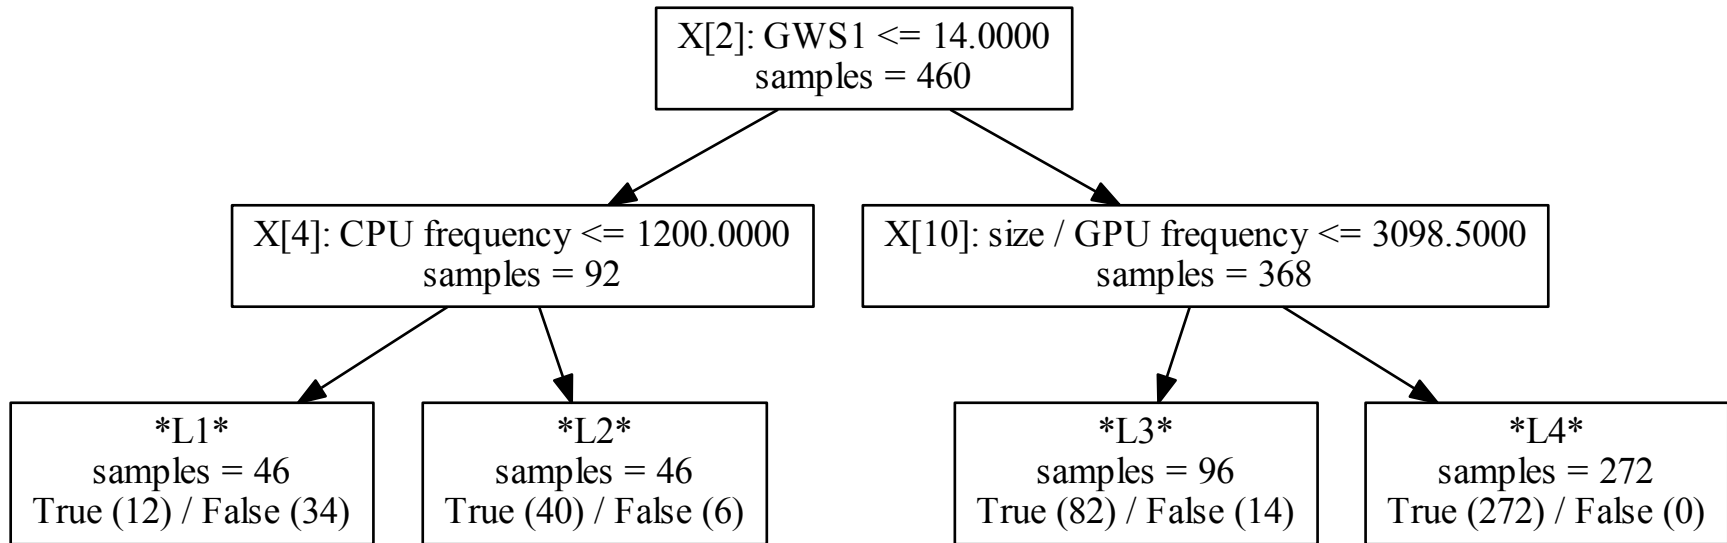 X[2]: GWS1 <= 14.0000
samples = 460
X[4]: CPU frequency <= 1200.0000
samples = 92
X[10]: size / GPU frequency <= 3098.5000
samples = 368
*L1*
samples = 46
True (12) / False (34)
*L2*
samples = 46
True (40) / False (6)
*L3*
samples = 96
True (82) / False (14)
*L4*
samples = 272
True (272) / False (0)